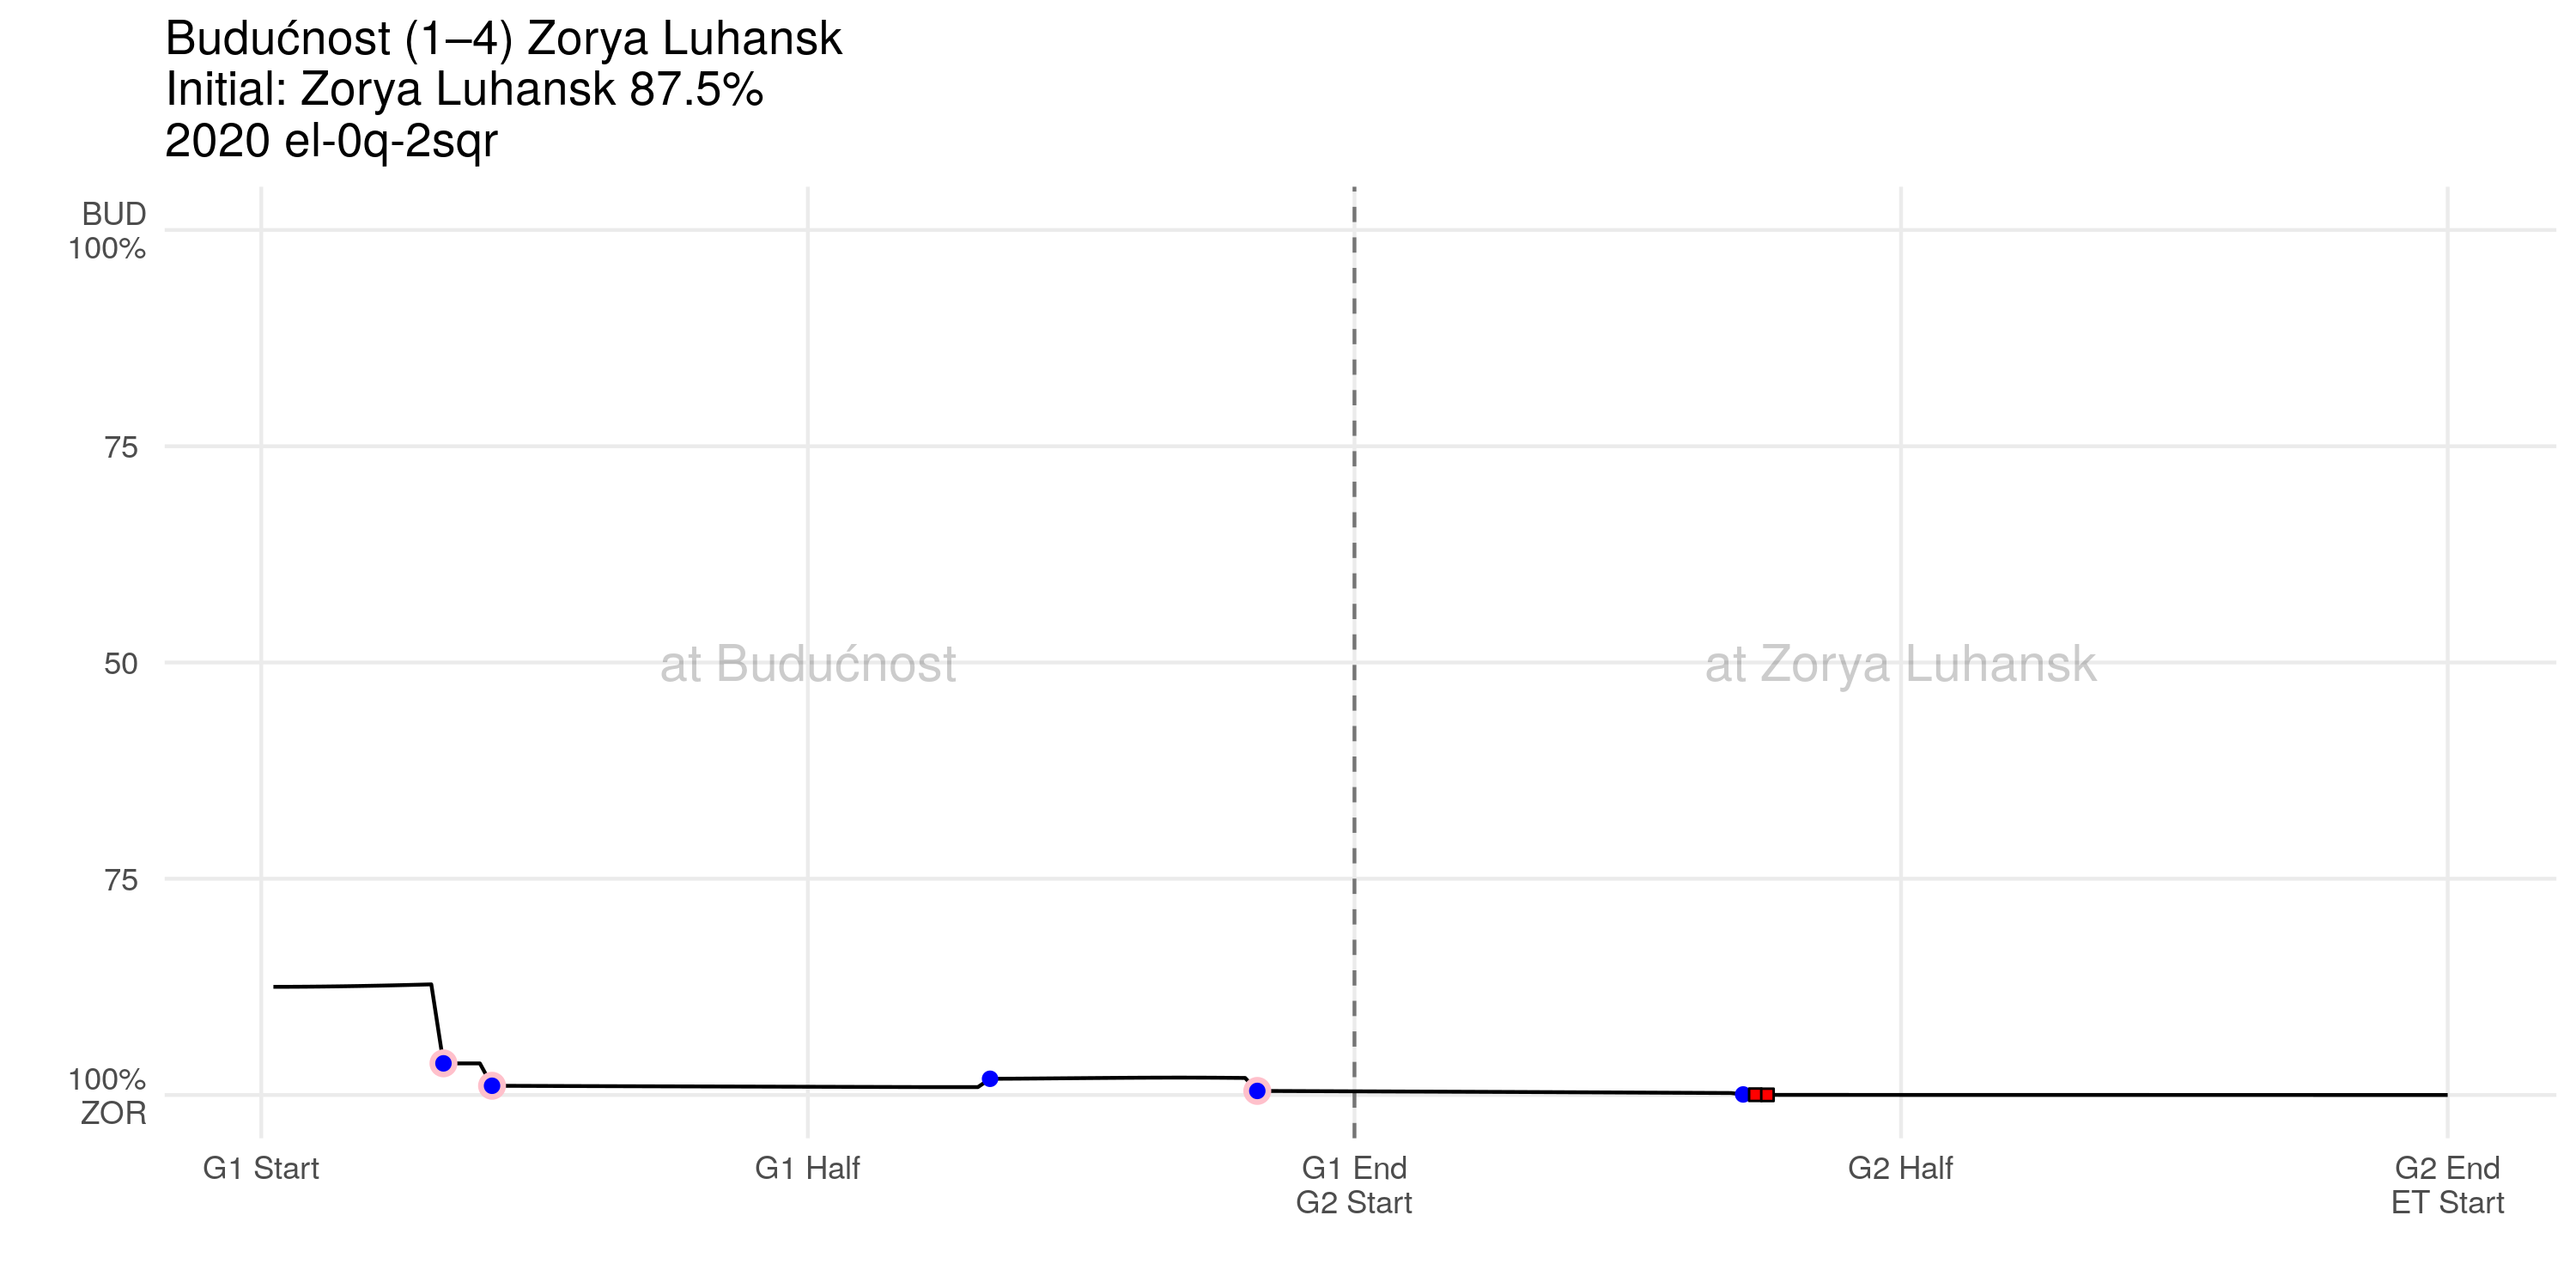 Budućnost (1–4) Zorya Luhansk
Initial: Zorya Luhansk 87.5%
2020 el-0q-2sqr
BUD
100%
75
50
75
100%
ZOR
at Budućnost
at Zorya Luhansk
G1 Start
G1 Half
G1 End
G2 Start
G2 Half
G2 End
ET Start